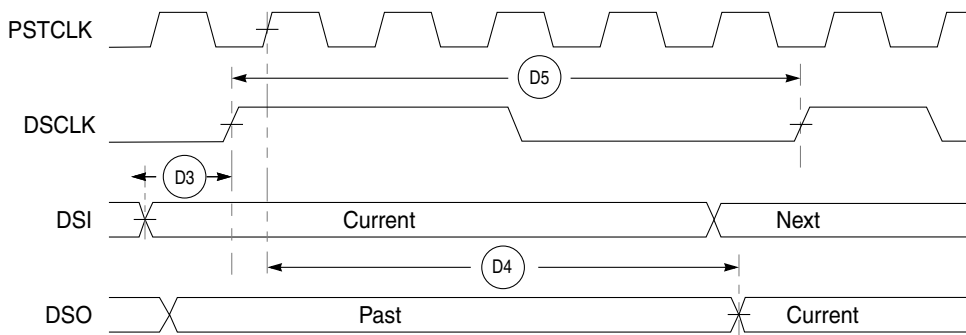 PSTCLK
D5
DSCLK
D3
DSI
Current
Next
D4
DSO
Past
Current